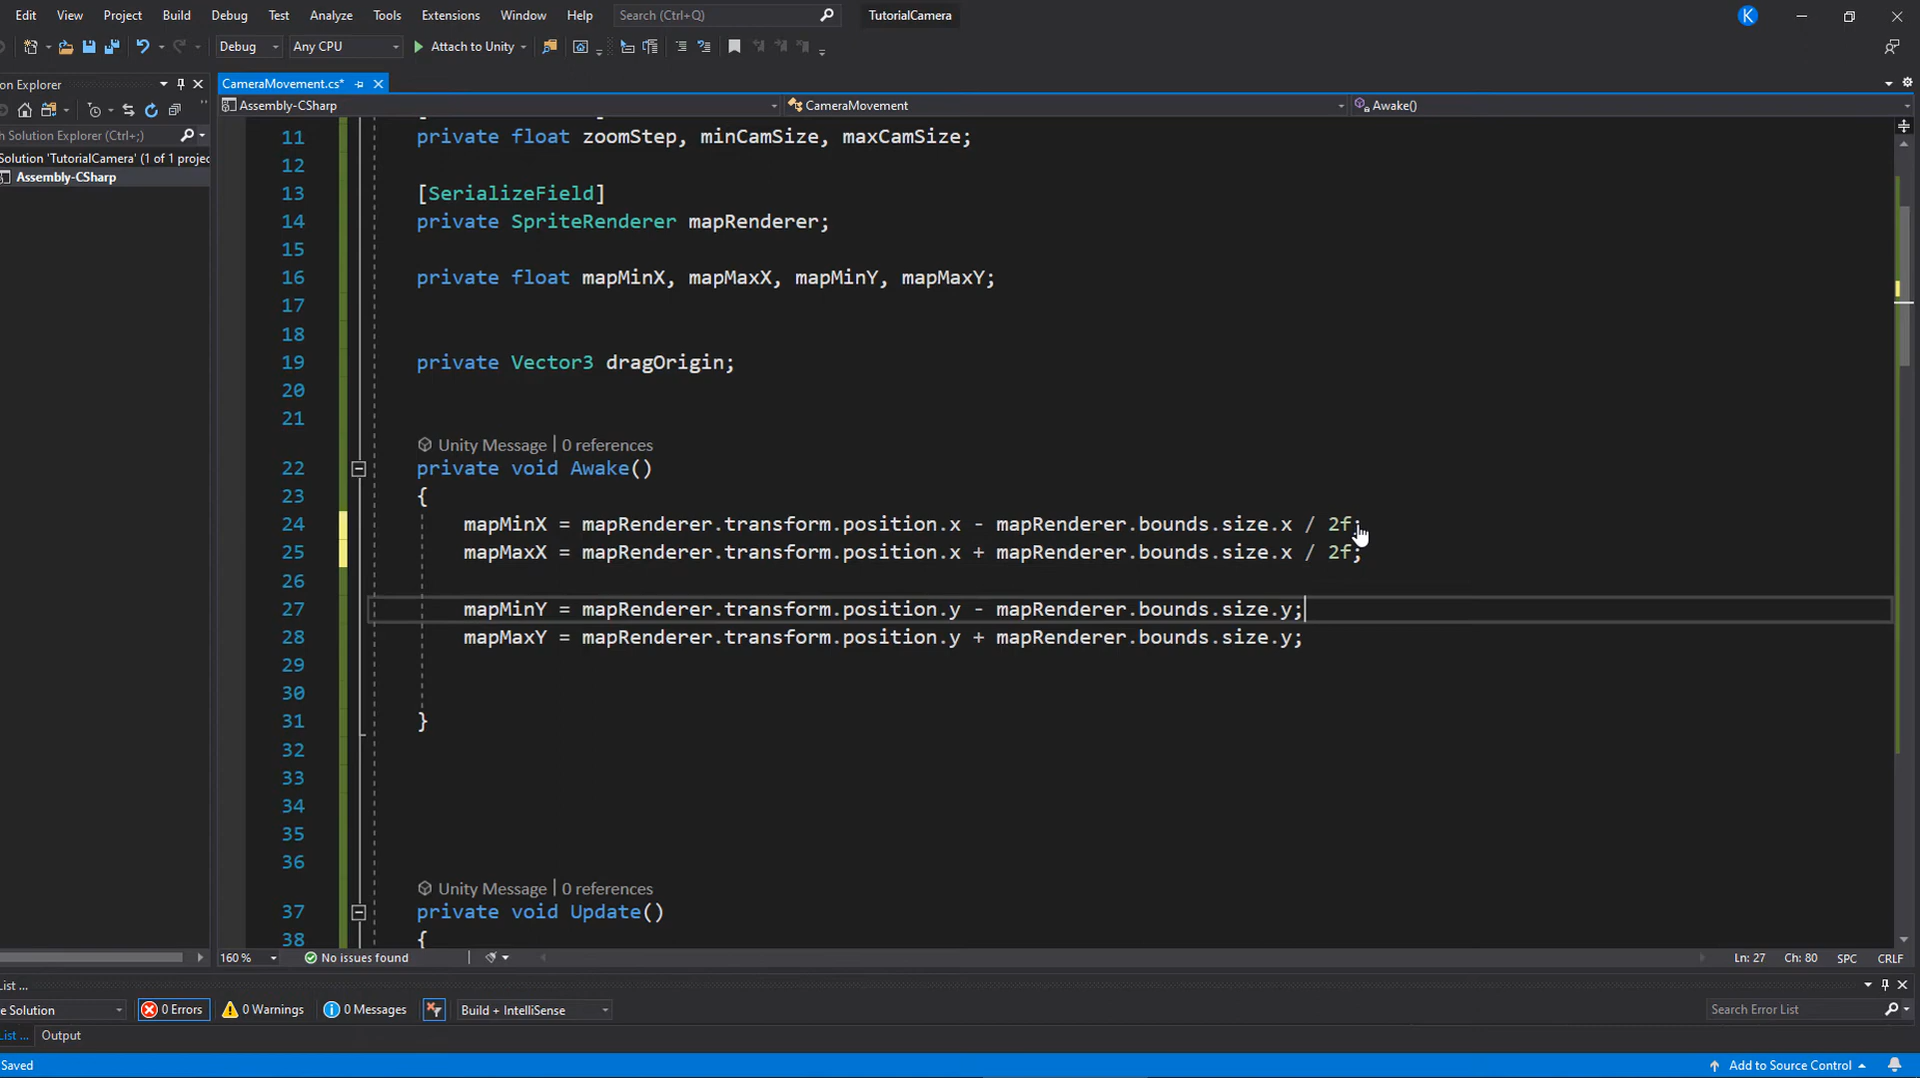 Edit View Project Build Debug Test Analyze Tools Extensions Window Help Search (Ctrl+Q) TutorialCamera K
Debug Any CPU Attach to Unity
on Explorer CameraMovement.cs*
Assembly-CSharp CameraMovement Awake()
ch Solution Explorer (Ctrl+;)
Solution 'TutorialCamera' (1 of 1 projec
Assembly-CSharp
11 private float zoomStep, minCamSize, maxCamSize;
12
13 [SerializeField]
14 private SpriteRenderer mapRenderer;
15
16 private float mapMinX, mapMaxX, mapMinY, mapMaxY;
17
18
19 private Vector3 dragOrigin;
20
21
Unity Message | 0 references
22 private void Awake()
23 {
24 mapMinX = mapRenderer.transform.position.x - mapRenderer.bounds.size.x / 2f;
25 mapMaxX = mapRenderer.transform.position.x + mapRenderer.bounds.size.x / 2f;
26
27 mapMinY = mapRenderer.transform.position.y - mapRenderer.bounds.size.y;
28 mapMaxY = mapRenderer.transform.position.y + mapRenderer.bounds.size.y;
29
30
31 }
32
33
34
35
36
Unity Message | 0 references
37 private void Update()
38 {
160 % No issues found Ln: 27 Ch: 80 SPC CRLF
List ...
e Solution 0 Errors 0 Warnings 0 Messages Build + IntelliSense Search Error List
List ... Output
Saved Add to Source Control